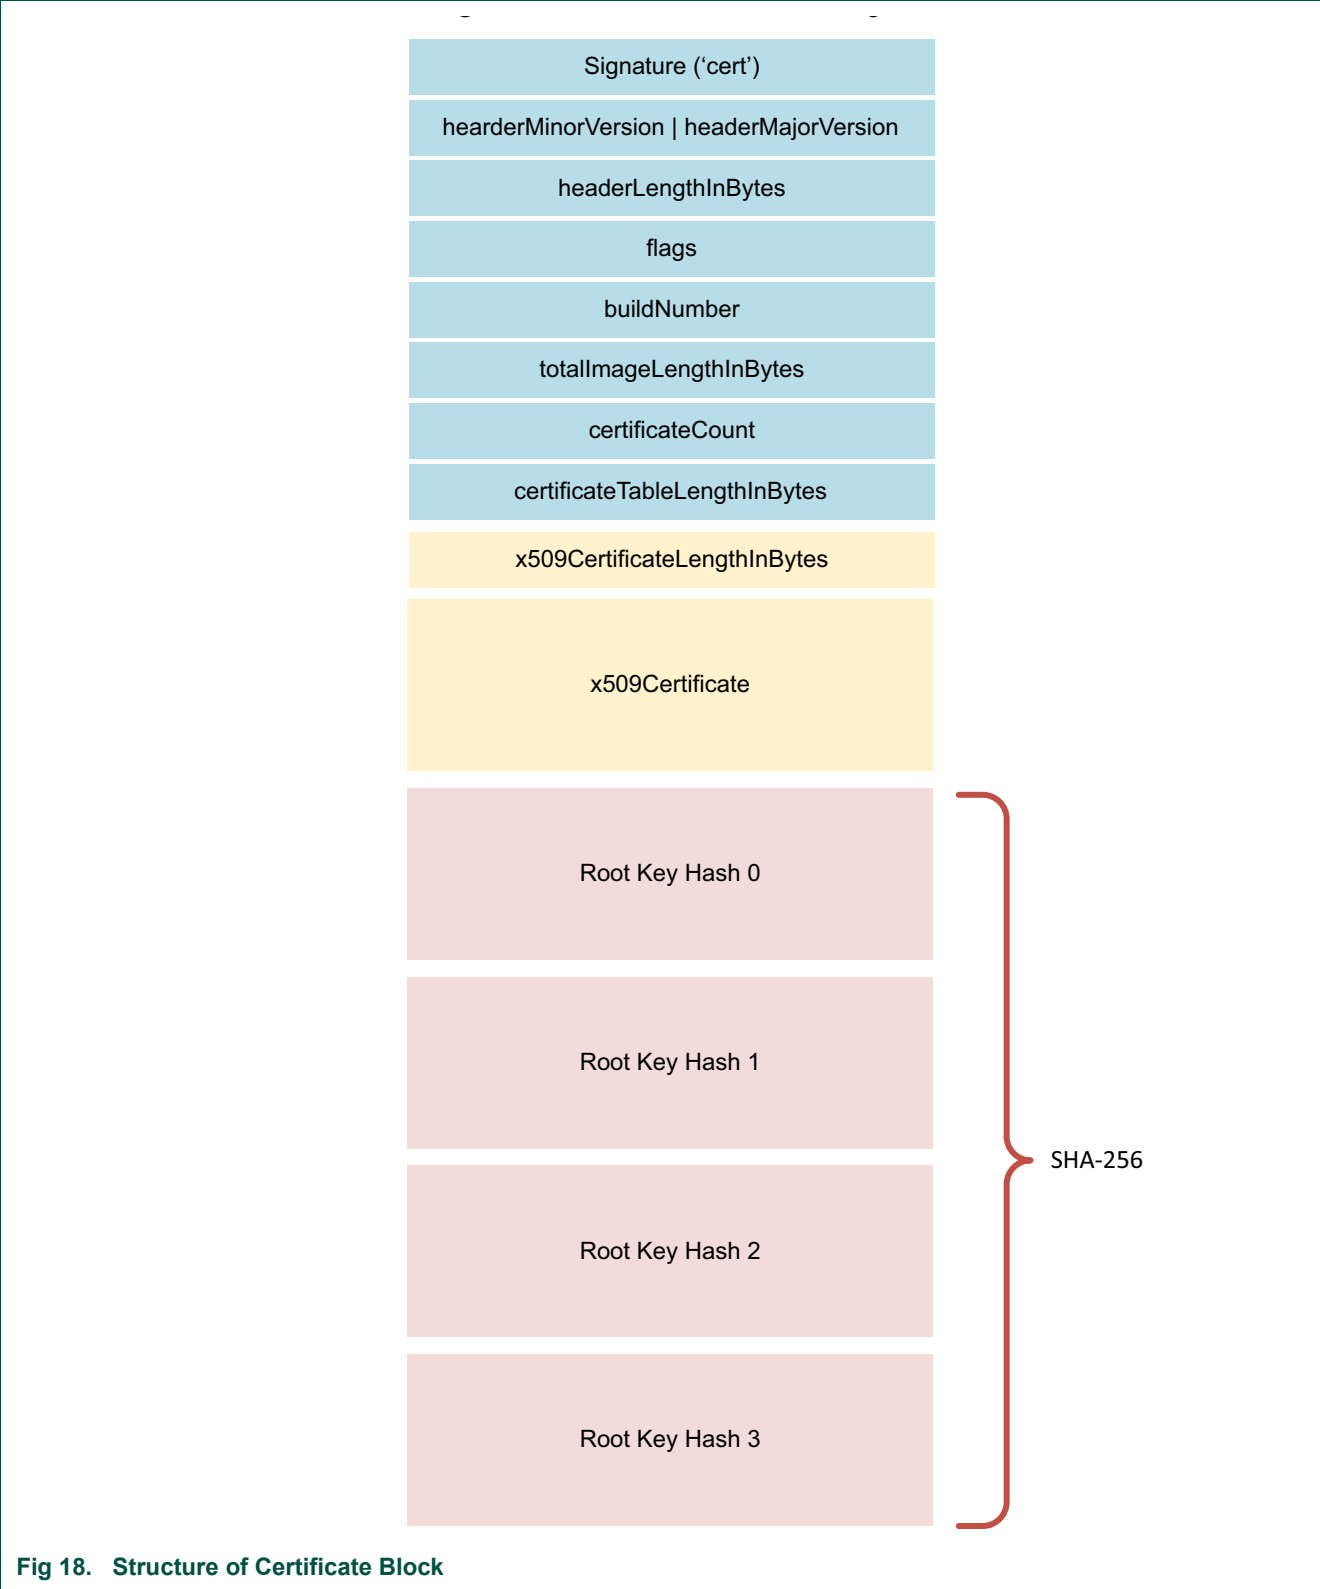 Signature (‘cert’)
hearderMinorVersion | headerMajorVersion
headerLengthInBytes
flags
buildNumber
totalImageLengthInBytes
certificateCount
certificateTableLengthInBytes
x509CertificateLengthInBytes
x509Certificate
Root Key Hash 0
Root Key Hash 1
SHA-256
Root Key Hash 2
Root Key Hash 3
Fig 18. Structure of Certificate Block